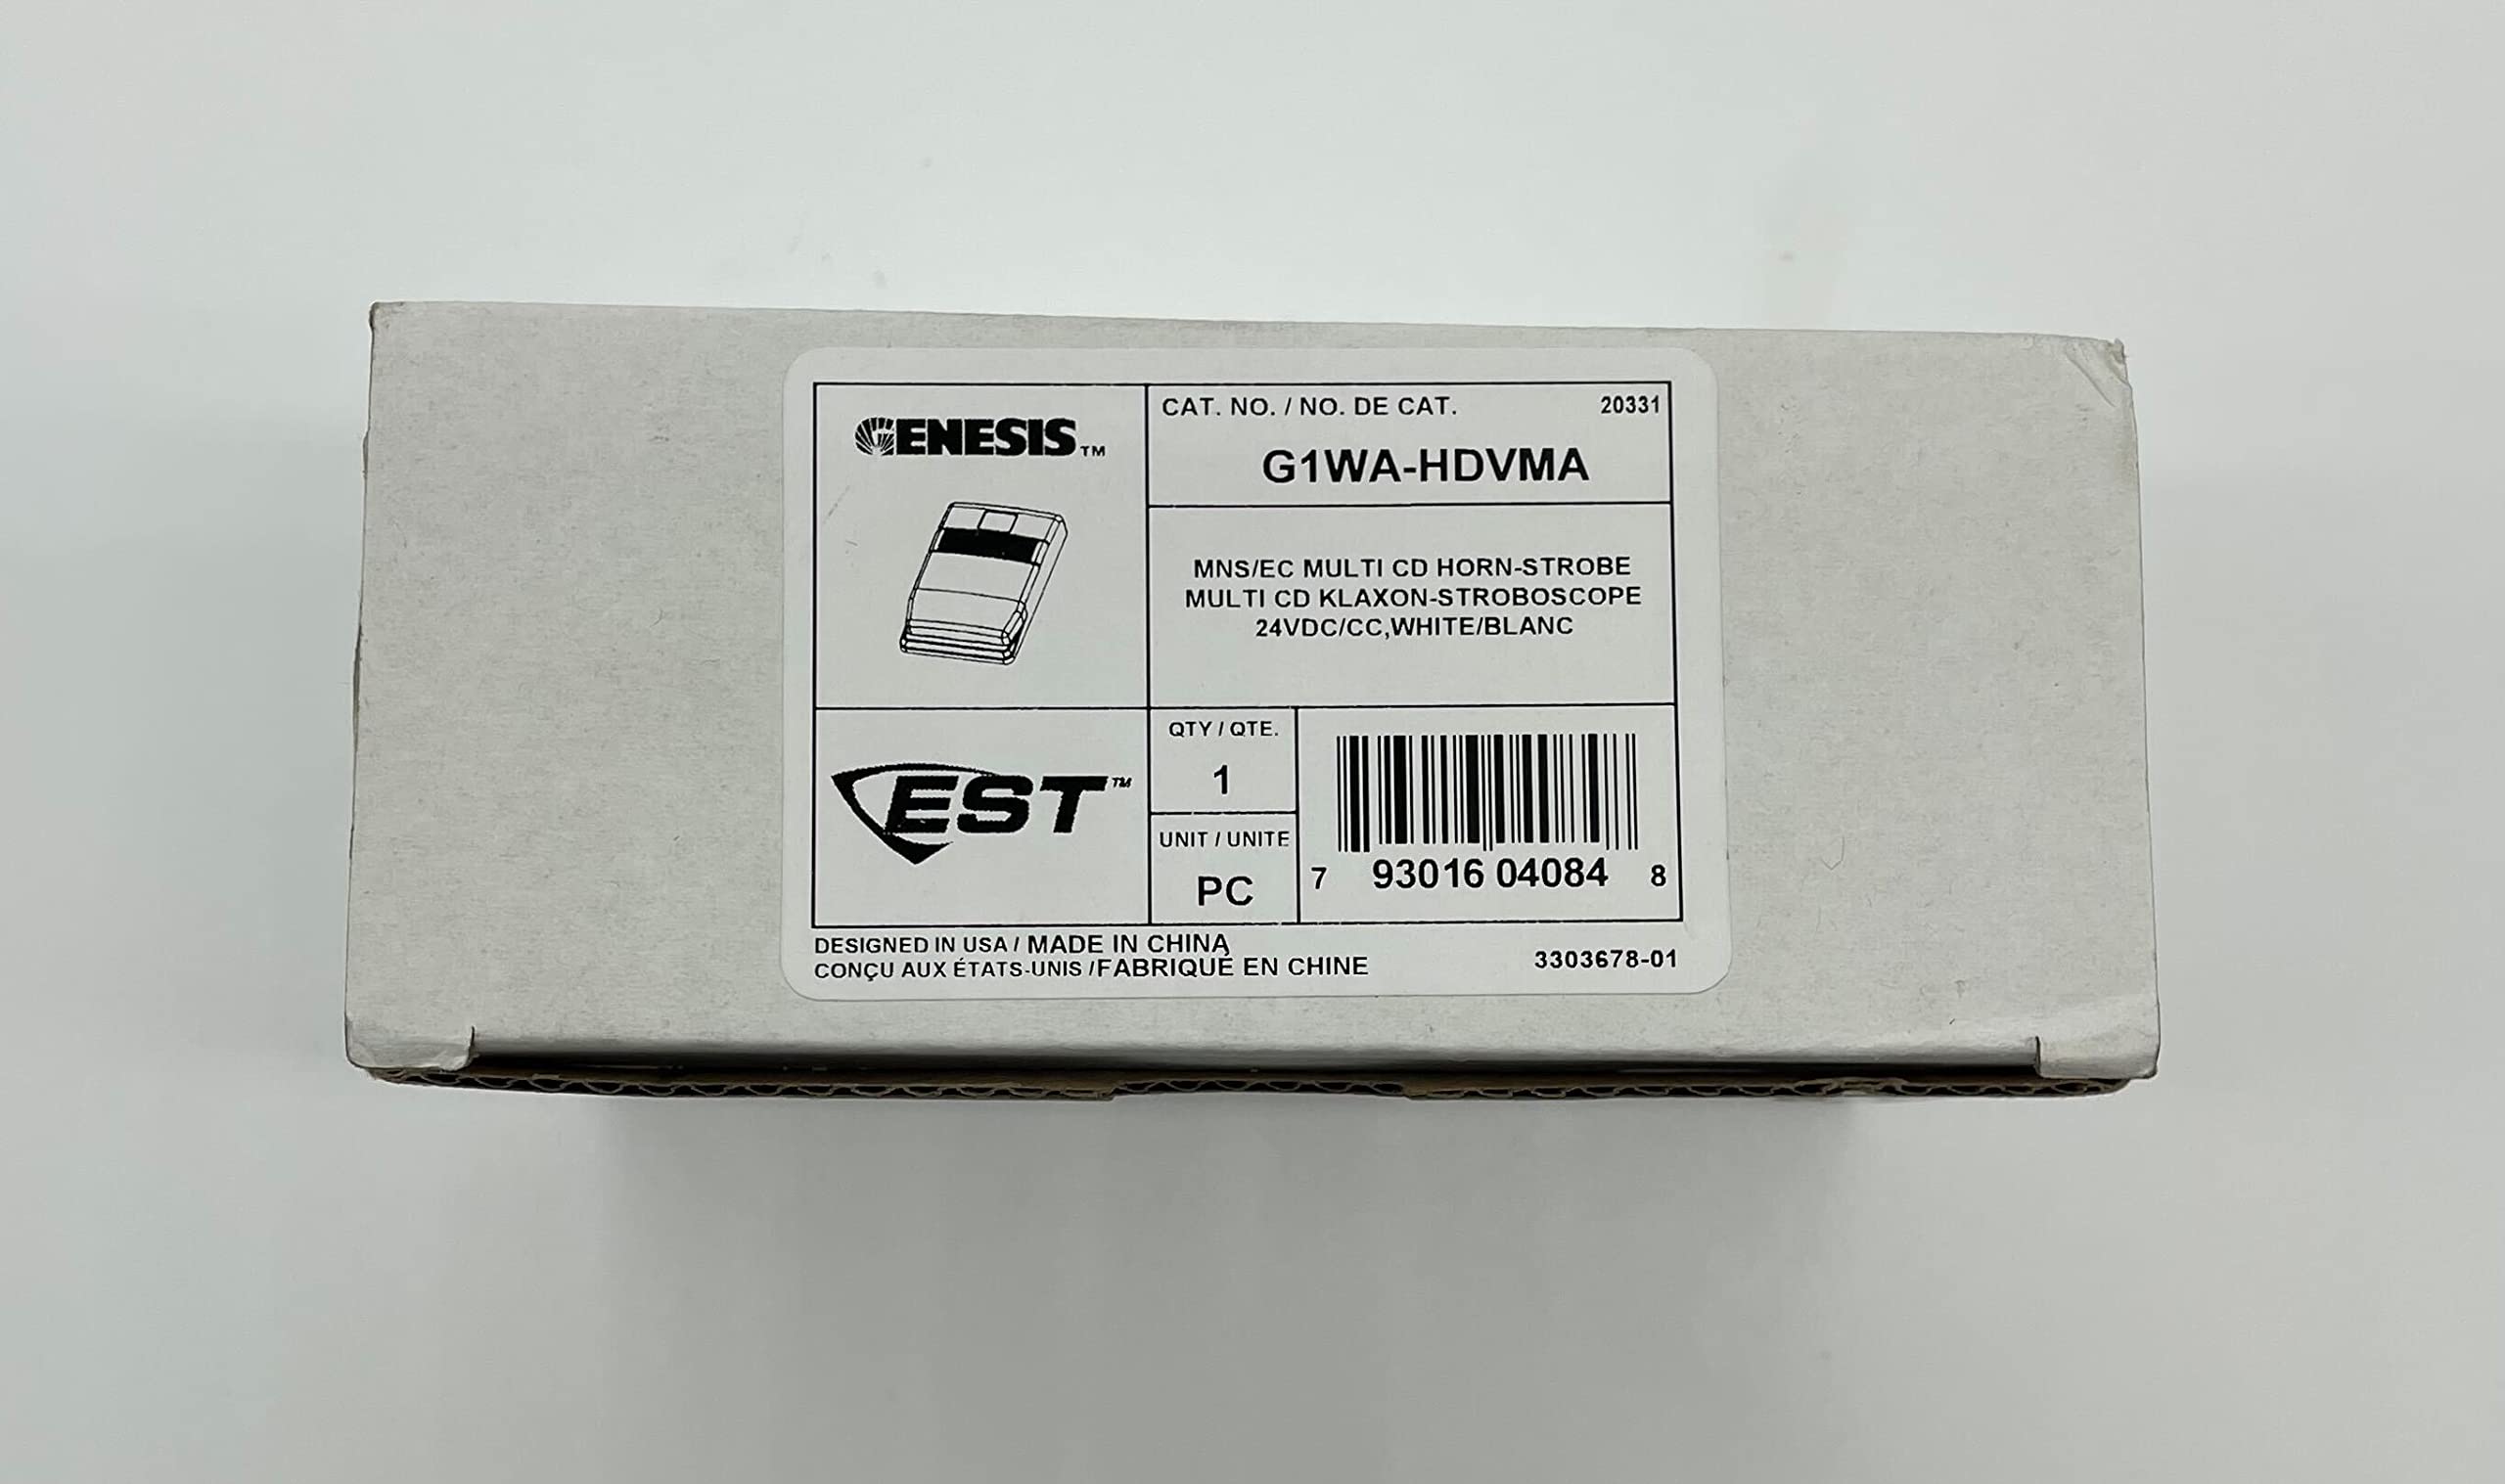 GENESIS™
CAT. NO. / NO. DE CAT. 20331
G1WA-HDVMA
MNS/EC MULTI CD HORN-STROBE
MULTI CD KLAXON-STROBOSCOPE
24VDC/CC,WHITE/BLANC
EST™
QTY / QTE.
1
UNIT / UNITE
PC
7 93016 04084 8
DESIGNED IN USA / MADE IN CHINA
CONÇU AUX ÉTATS-UNIS /FABRIQUÉ EN CHINE
3303678-01